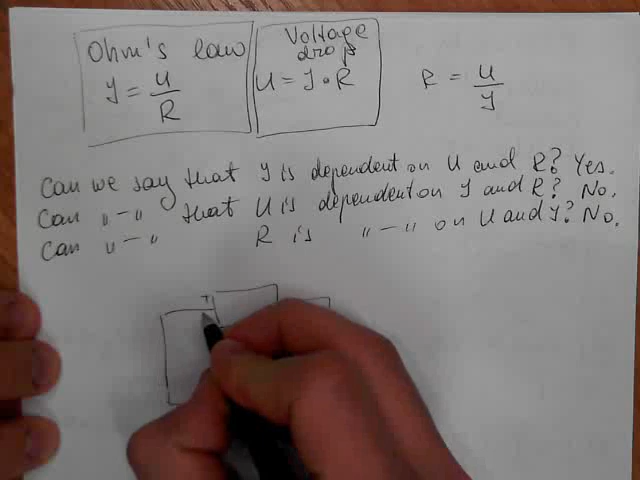 Ohm's law
J = U / R
Voltage
drops
U = J • R
R = U / J
Can we say that J is dependent on U and R? Yes.
Can "-" that U is dependent on J and R? No.
Can "-" R is "-" on U and J? No.